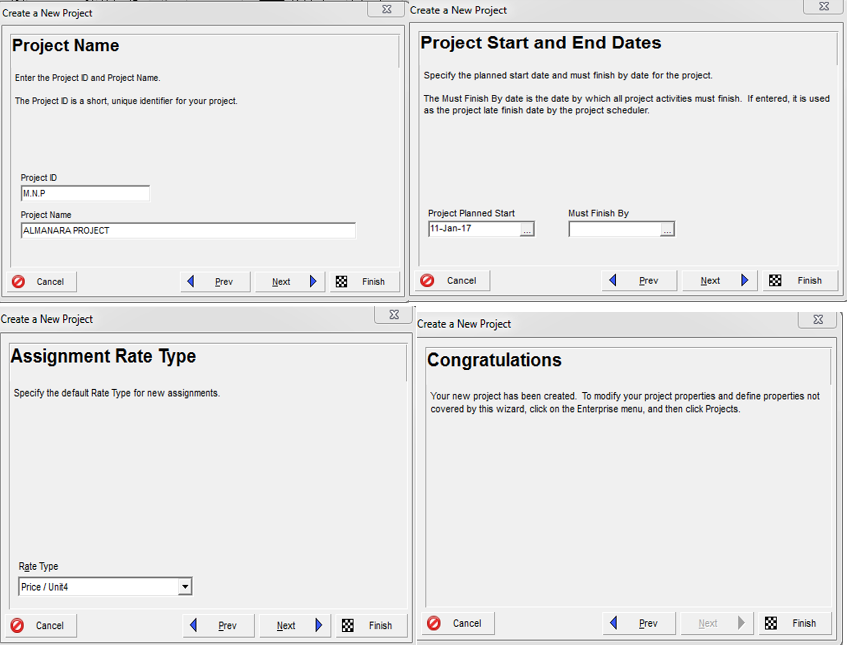 Create a New Project
Project Name
Enter the Project ID and Project Name.
The Project ID is a short, unique identifier for your project.
Project ID
M.N.P
Project Name
ALMANARA PROJECT
Cancel
Prev
Next
Finish
Create a New Project
Project Start and End Dates
Specify the planned start date and must finish by date for the project.
The Must Finish By date is the date by which all project activities must finish. If entered, it is used
as the project late finish date by the project scheduler.
Project Planned Start
Must Finish By
11-Jan-17
...
...
Cancel
Prev
Next
Finish
Create a New Project
Assignment Rate Type
Specify the default Rate Type for new assignments.
Rate Type
Price / Unit4
Cancel
Prev
Next
Finish
Create a New Project
Congratulations
Your new project has been created. To modify your project properties and define properties not
covered by this wizard, click on the Enterprise menu, and then click Projects.
Cancel
Prev
Next
Finish